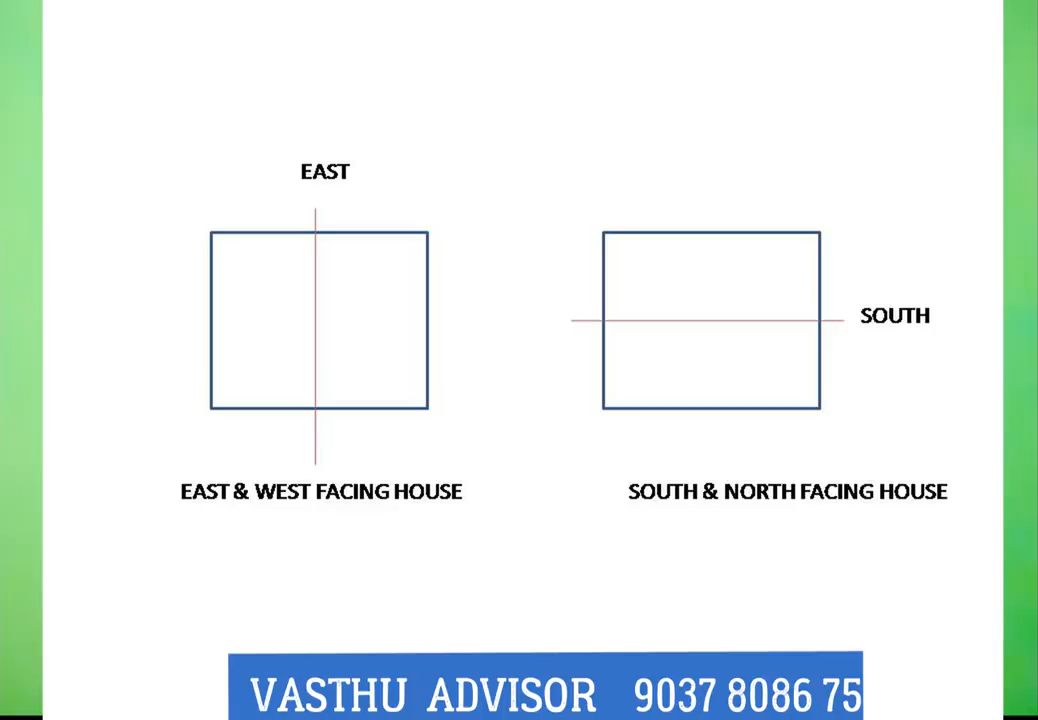 EAST
SOUTH
EAST & WEST FACING HOUSE
SOUTH & NORTH FACING HOUSE
VASTHU ADVISOR 9037 8086 75